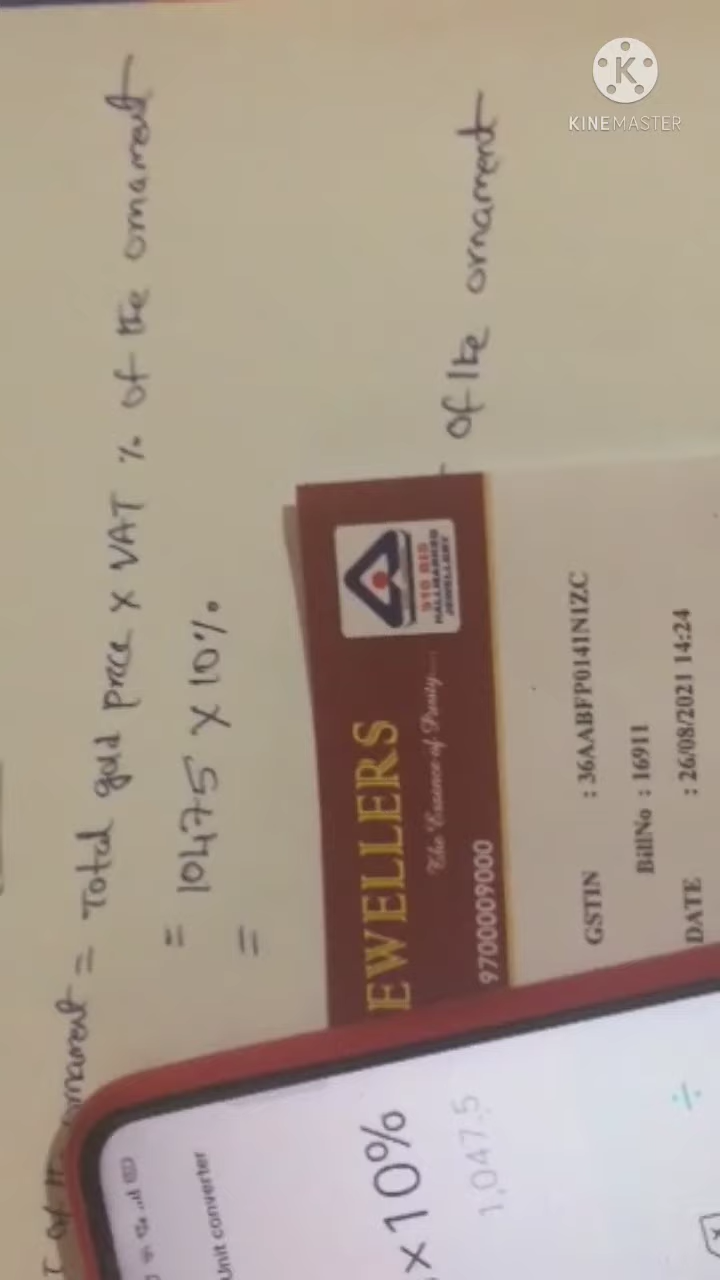 KINEMASTER
of the ornament = Total gold price x VAT % of the ornament
= 10475 x 10%
=
of the ornament
EWELLERS
The Essence of Purity....
916 BIS
HALLMARKED
JEWELLERY
9700009000
GSTIN : 36AABFP0141N1ZC
BillNo : 16911
DATE : 26/08/2021 14:24
Unit converter
×10%
1,047.5
÷